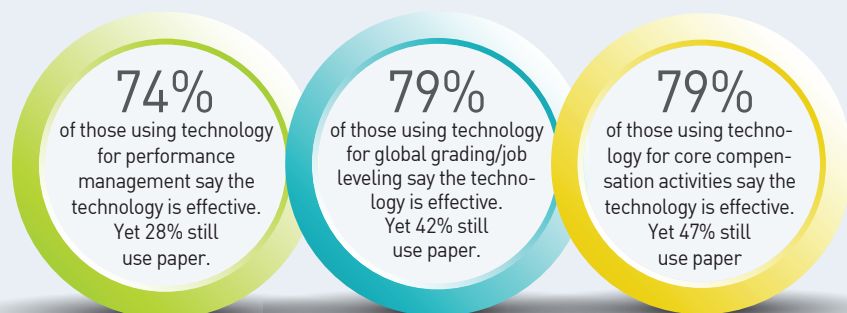 74%
of those using technology
for performance
management say the
technology is effective.
Yet 28% still
use paper.
79%
of those using technology
for global grading/job
leveling say the techno-
logy is effective.
Yet 42% still
use paper.
79%
of those using techno-
logy for core compen-
sation activities say the
technology is effective.
Yet 47% still
use paper